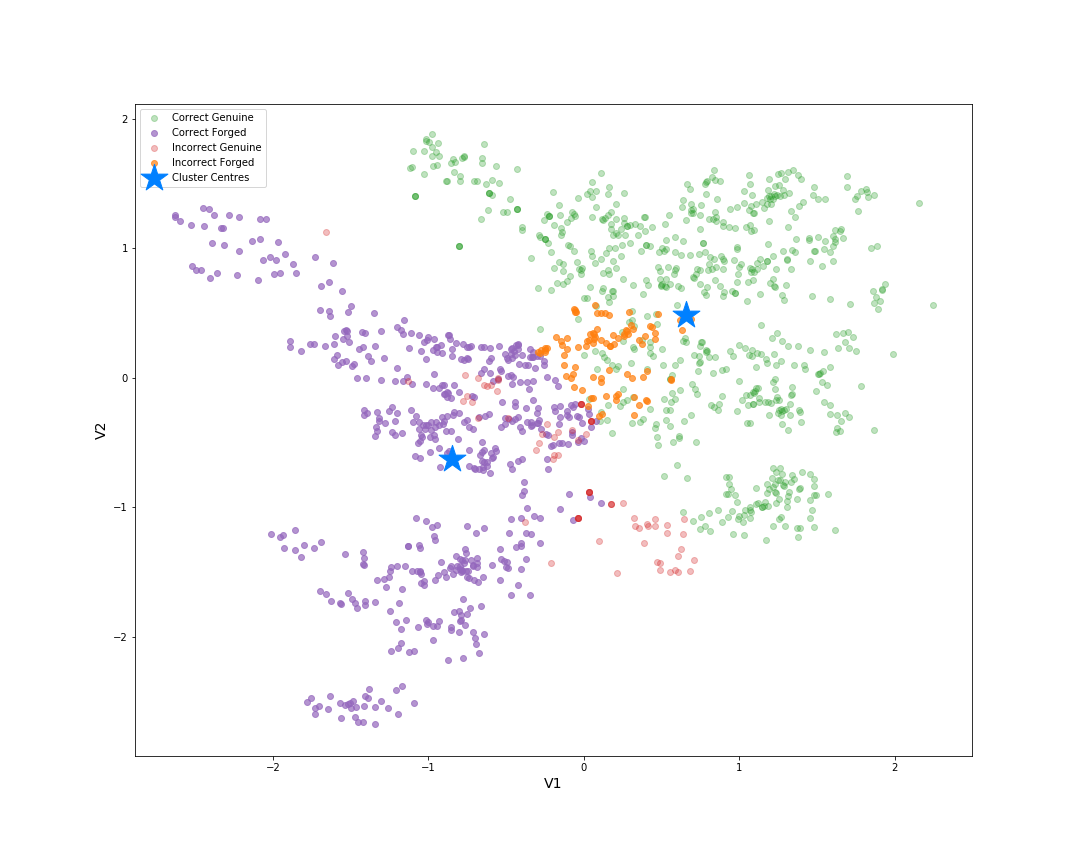 Correct Genuine
Correct Forged
Incorrect Genuine
Incorrect Forged
Cluster Centres
2
1
0
−1
−2
V2
−2
−1
0
1
2
V1